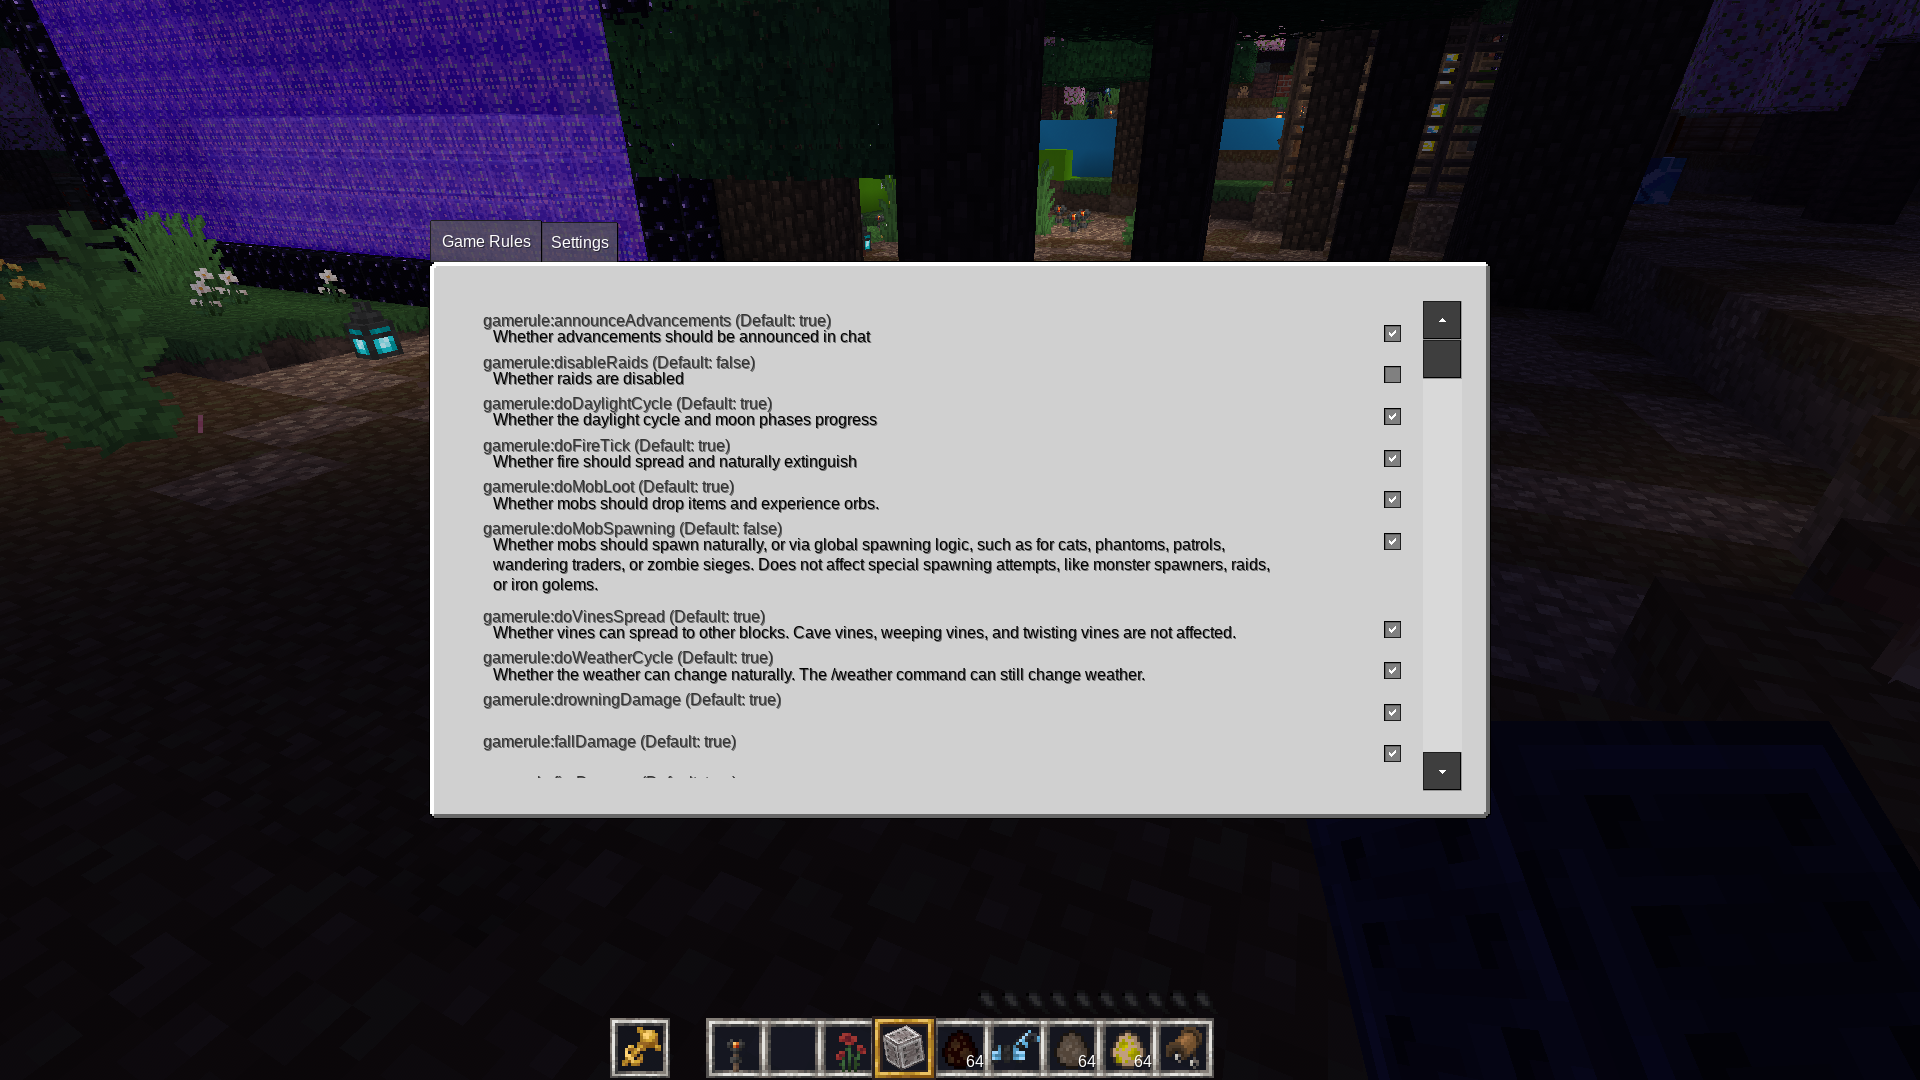 Game Rules
Settings
gamerule:announceAdvancements (Default: true)
Whether advancements should be announced in chat
gamerule:disableRaids (Default: false)
Whether raids are disabled
gamerule:doDaylightCycle (Default: true)
Whether the daylight cycle and moon phases progress
gamerule:doFireTick (Default: true)
Whether fire should spread and naturally extinguish
gamerule:doMobLoot (Default: true)
Whether mobs should drop items and experience orbs.
gamerule:doMobSpawning (Default: false)
Whether mobs should spawn naturally, or via global spawning logic, such as for cats, phantoms, patrols,
wandering traders, or zombie sieges. Does not affect special spawning attempts, like monster spawners, raids,
or iron golems.
gamerule:doVinesSpread (Default: true)
Whether vines can spread to other blocks. Cave vines, weeping vines, and twisting vines are not affected.
gamerule:doWeatherCycle (Default: true)
Whether the weather can change naturally. The /weather command can still change weather.
gamerule:drowningDamage (Default: true)
gamerule:fallDamage (Default: true)
64
64
64